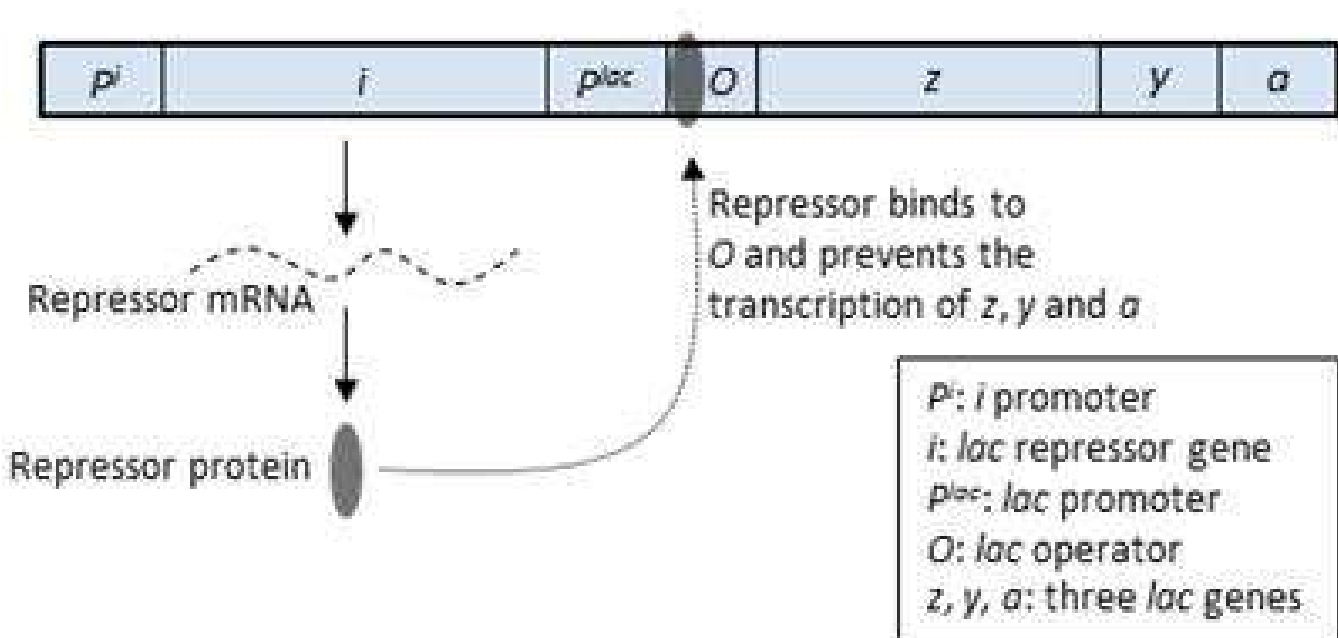 Pⁱ i Pˡᵃᶜ O z y a
Repressor binds to
O and prevents the
transcription of z, y and a
Repressor mRNA
Repressor protein
Pⁱ: i promoter
i: lac repressor gene
Pˡᵃᶜ: lac promoter
O: lac operator
z, y, a: three lac genes